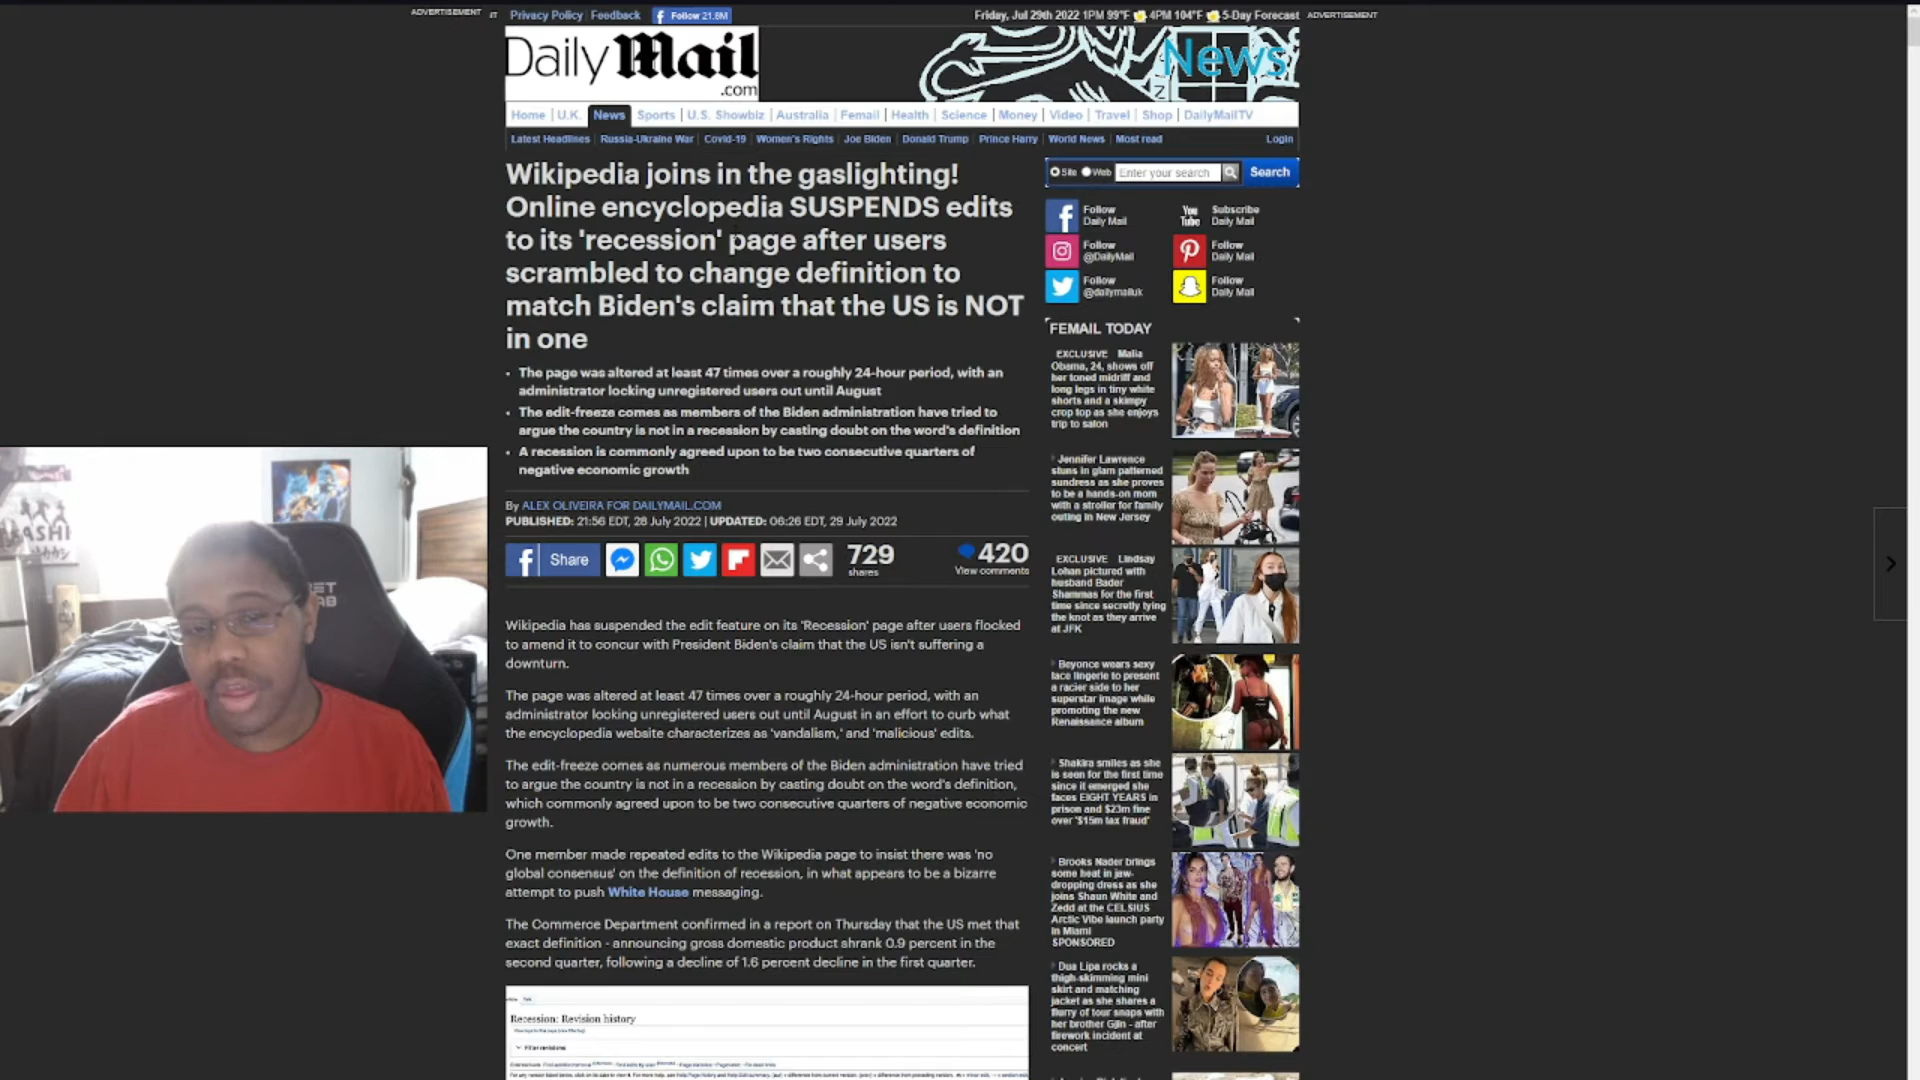 ADVERTISEMENT
Privacy Policy Feedback Follow 21.8M
Friday, Jul 29th 2022 1PM 99°F 4PM 104°F 5-Day Forecast
ADVERTISEMENT
Daily Mail
.com
News
Home U.K. News Sports U.S. Showbiz Australia Femail Health Science Money Video Travel Shop DailyMailTV
Latest Headlines Russia-Ukraine War Covid-19 Women's Rights Joe Biden Donald Trump Prince Harry World News Most read Login
Wikipedia joins in the gaslighting!
Online encyclopedia SUSPENDS edits
to its 'recession' page after users
scrambled to change definition to
match Biden's claim that the US is NOT
in one
• The page was altered at least 47 times over a roughly 24-hour period, with an
administrator locking unregistered users out until August
• The edit-freeze comes as members of the Biden administration have tried to
argue the country is not in a recession by casting doubt on the word's definition
• A recession is commonly agreed upon to be two consecutive quarters of
negative economic growth
By ALEX OLIVEIRA FOR DAILYMAIL.COM
PUBLISHED: 21:56 EDT, 28 July 2022 | UPDATED: 06:26 EDT, 29 July 2022
Share
729
shares
420
View comments
Wikipedia has suspended the edit feature on its 'Recession' page after users flocked
to amend it to concur with President Biden's claim that the US isn't suffering a
downturn.
The page was altered at least 47 times over a roughly 24-hour period, with an
administrator locking unregistered users out until August in an effort to curb what
the encyclopedia website characterizes as 'vandalism,' and 'malicious' edits.
The edit-freeze comes as numerous members of the Biden administration have tried
to argue the country is not in a recession by casting doubt on the word's definition,
which commonly agreed upon to be two consecutive quarters of negative economic
growth.
One member made repeated edits to the Wikipedia page to insist there was 'no
global consensus' on the definition of recession, in what appears to be a bizarre
attempt to push White House messaging.
The Commerce Department confirmed in a report on Thursday that the US met that
exact definition - announcing gross domestic product shrank 0.9 percent in the
second quarter, following a decline of 1.6 percent decline in the first quarter.
Recession: Revision history
Site Web Enter your search Search
Follow
Daily Mail
You
Tube
Subscribe
Daily Mail
Follow
@DailyMail
Follow
Daily Mail
Follow
@dailymailuk
Follow
Daily Mail
FEMAIL TODAY
EXCLUSIVE Malia
Obama, 24, shows off
her toned midriff and
long legs in tiny white
shorts and a skimpy
crop top as she enjoys
trip to salon
Jennifer Lawrence
stuns in glam patterned
sundress as she proves
to be a hands-on mom
with a stroller for family
outing in New Jersey
EXCLUSIVE Lindsay
Lohan pictured with
husband Bader
Shammas for the first
time since secretly tying
the knot as they arrive
at JFK
Beyonce wears sexy
lace lingerie to present
a racier side to her
superstar image while
promoting the new
Renaissance album
Shakira smiles as she
is seen for the first time
since it emerged she
faces EIGHT YEARS in
prison and $23m fine
over '$15m tax fraud'
Brooks Nader brings
some heat in jaw-
dropping dress as she
joins Shaun White and
Zedd at the CELSIUS
Arctic Vibe launch party
in Miami
SPONSORED
Dua Lipa rocks a
thigh-skimming mini
skirt and matching
jacket as she shares a
flurry of tour snaps with
her brother Gjin - after
firework incident at
concert